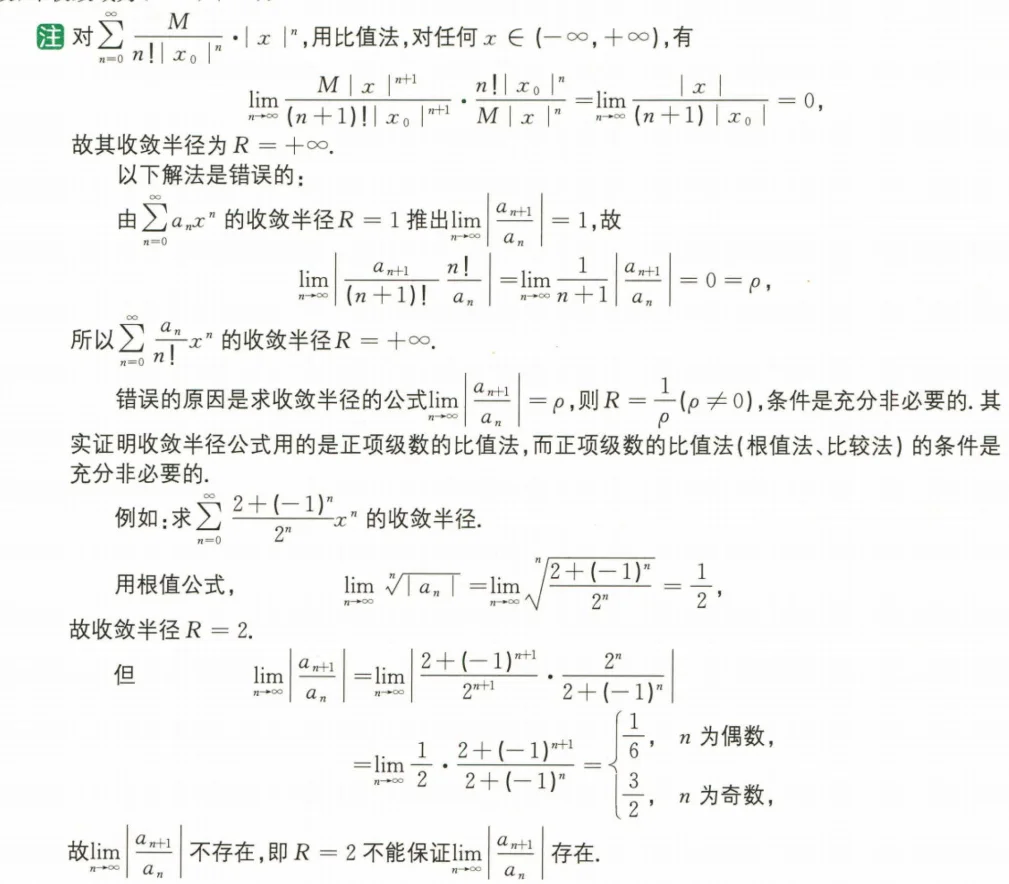 注 对$\sum_{n=0}^{\infty}\frac{M}{n!|x_0|^n}\cdot|x|^n$,用比值法,对任何 $x\in(-\infty,+\infty)$,有
$\lim_{n\to\infty}\frac{M|x|^{n+1}}{(n+1)!|x_0|^{n+1}}\cdot\frac{n!|x_0|^n}{M|x|^n}=\lim_{n\to\infty}\frac{|x|}{(n+1)|x_0|}=0,$
故其收敛半径为 $R=+\infty$.
以下解法是错误的:
由$\sum_{n=0}^{\infty}a_nx^n$ 的收敛半径$R=1$ 推出$\lim_{n\to\infty}\left|\frac{a_{n+1}}{a_n}\right|=1$,故
$\lim_{n\to\infty}\left|\frac{a_{n+1}}{(n+1)!}\frac{n!}{a_n}\right|=\lim_{n\to\infty}\frac{1}{n+1}\left|\frac{a_{n+1}}{a_n}\right|=0=\rho,$
所以$\sum_{n=0}^{\infty}\frac{a_n}{n!}x^n$ 的收敛半径$R=+\infty$.
错误的原因是求收敛半径的公式$\lim_{n\to\infty}\left|\frac{a_{n+1}}{a_n}\right|=\rho$,则$R=\frac{1}{\rho}(\rho\neq0)$,条件是充分非必要的. 其
实证明收敛半径公式用的是正项级数的比值法,而正项级数的比值法(根值法、比较法)的条件是
充分非必要的.
例如:求$\sum_{n=0}^{\infty}\frac{2+(-1)^n}{2^n}x^n$ 的收敛半径.
用根值公式, $\lim_{n\to\infty}\sqrt[n]{|a_n|}=\lim_{n\to\infty}\sqrt[n]{\frac{2+(-1)^n}{2^n}}=\frac{1}{2},$
故收敛半径 $R=2$.
但 $\lim_{n\to\infty}\left|\frac{a_{n+1}}{a_n}\right|=\lim_{n\to\infty}\left|\frac{2+(-1)^{n+1}}{2^{n+1}}\cdot\frac{2^n}{2+(-1)^n}\right|$
$=\lim_{n\to\infty}\frac{1}{2}\cdot\frac{2+(-1)^{n+1}}{2+(-1)^n}=\begin{cases}\frac{1}{6}, & n\text{ 为偶数},\\ \frac{3}{2}, & n\text{ 为奇数},\end{cases}$
故$\lim_{n\to\infty}\left|\frac{a_{n+1}}{a_n}\right|$ 不存在,即 $R=2$ 不能保证$\lim_{n\to\infty}\left|\frac{a_{n+1}}{a_n}\right|$ 存在.